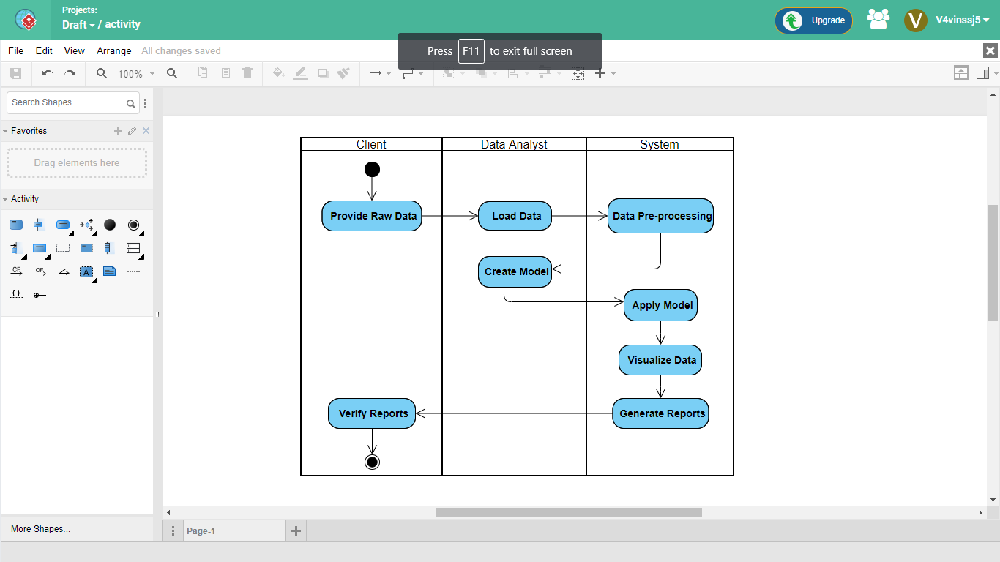 Projects:
Draft / activity
Upgrade
V
V4vinssj5
File Edit View Arrange All changes saved
Press F11 to exit full screen
100%
Search Shapes
Favorites
Drag elements here
Activity
CF
OF
A
{ }
More Shapes...
Client Data Analyst System
Provide Raw Data Load Data Data Pre-processing
Create Model
Apply Model
Visualize Data
Verify Reports Generate Reports
Page-1